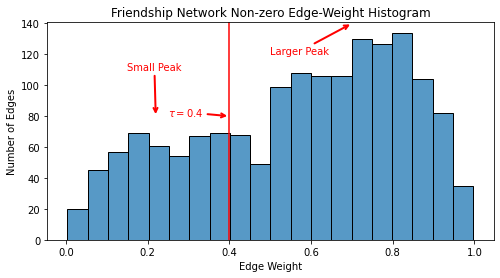 Friendship Network Non-zero Edge-Weight Histogram
Number of Edges
140
120
100
80
60
40
20
0
Small Peak
Larger Peak
τ = 0.4
0.0 0.2 0.4 0.6 0.8 1.0
Edge Weight